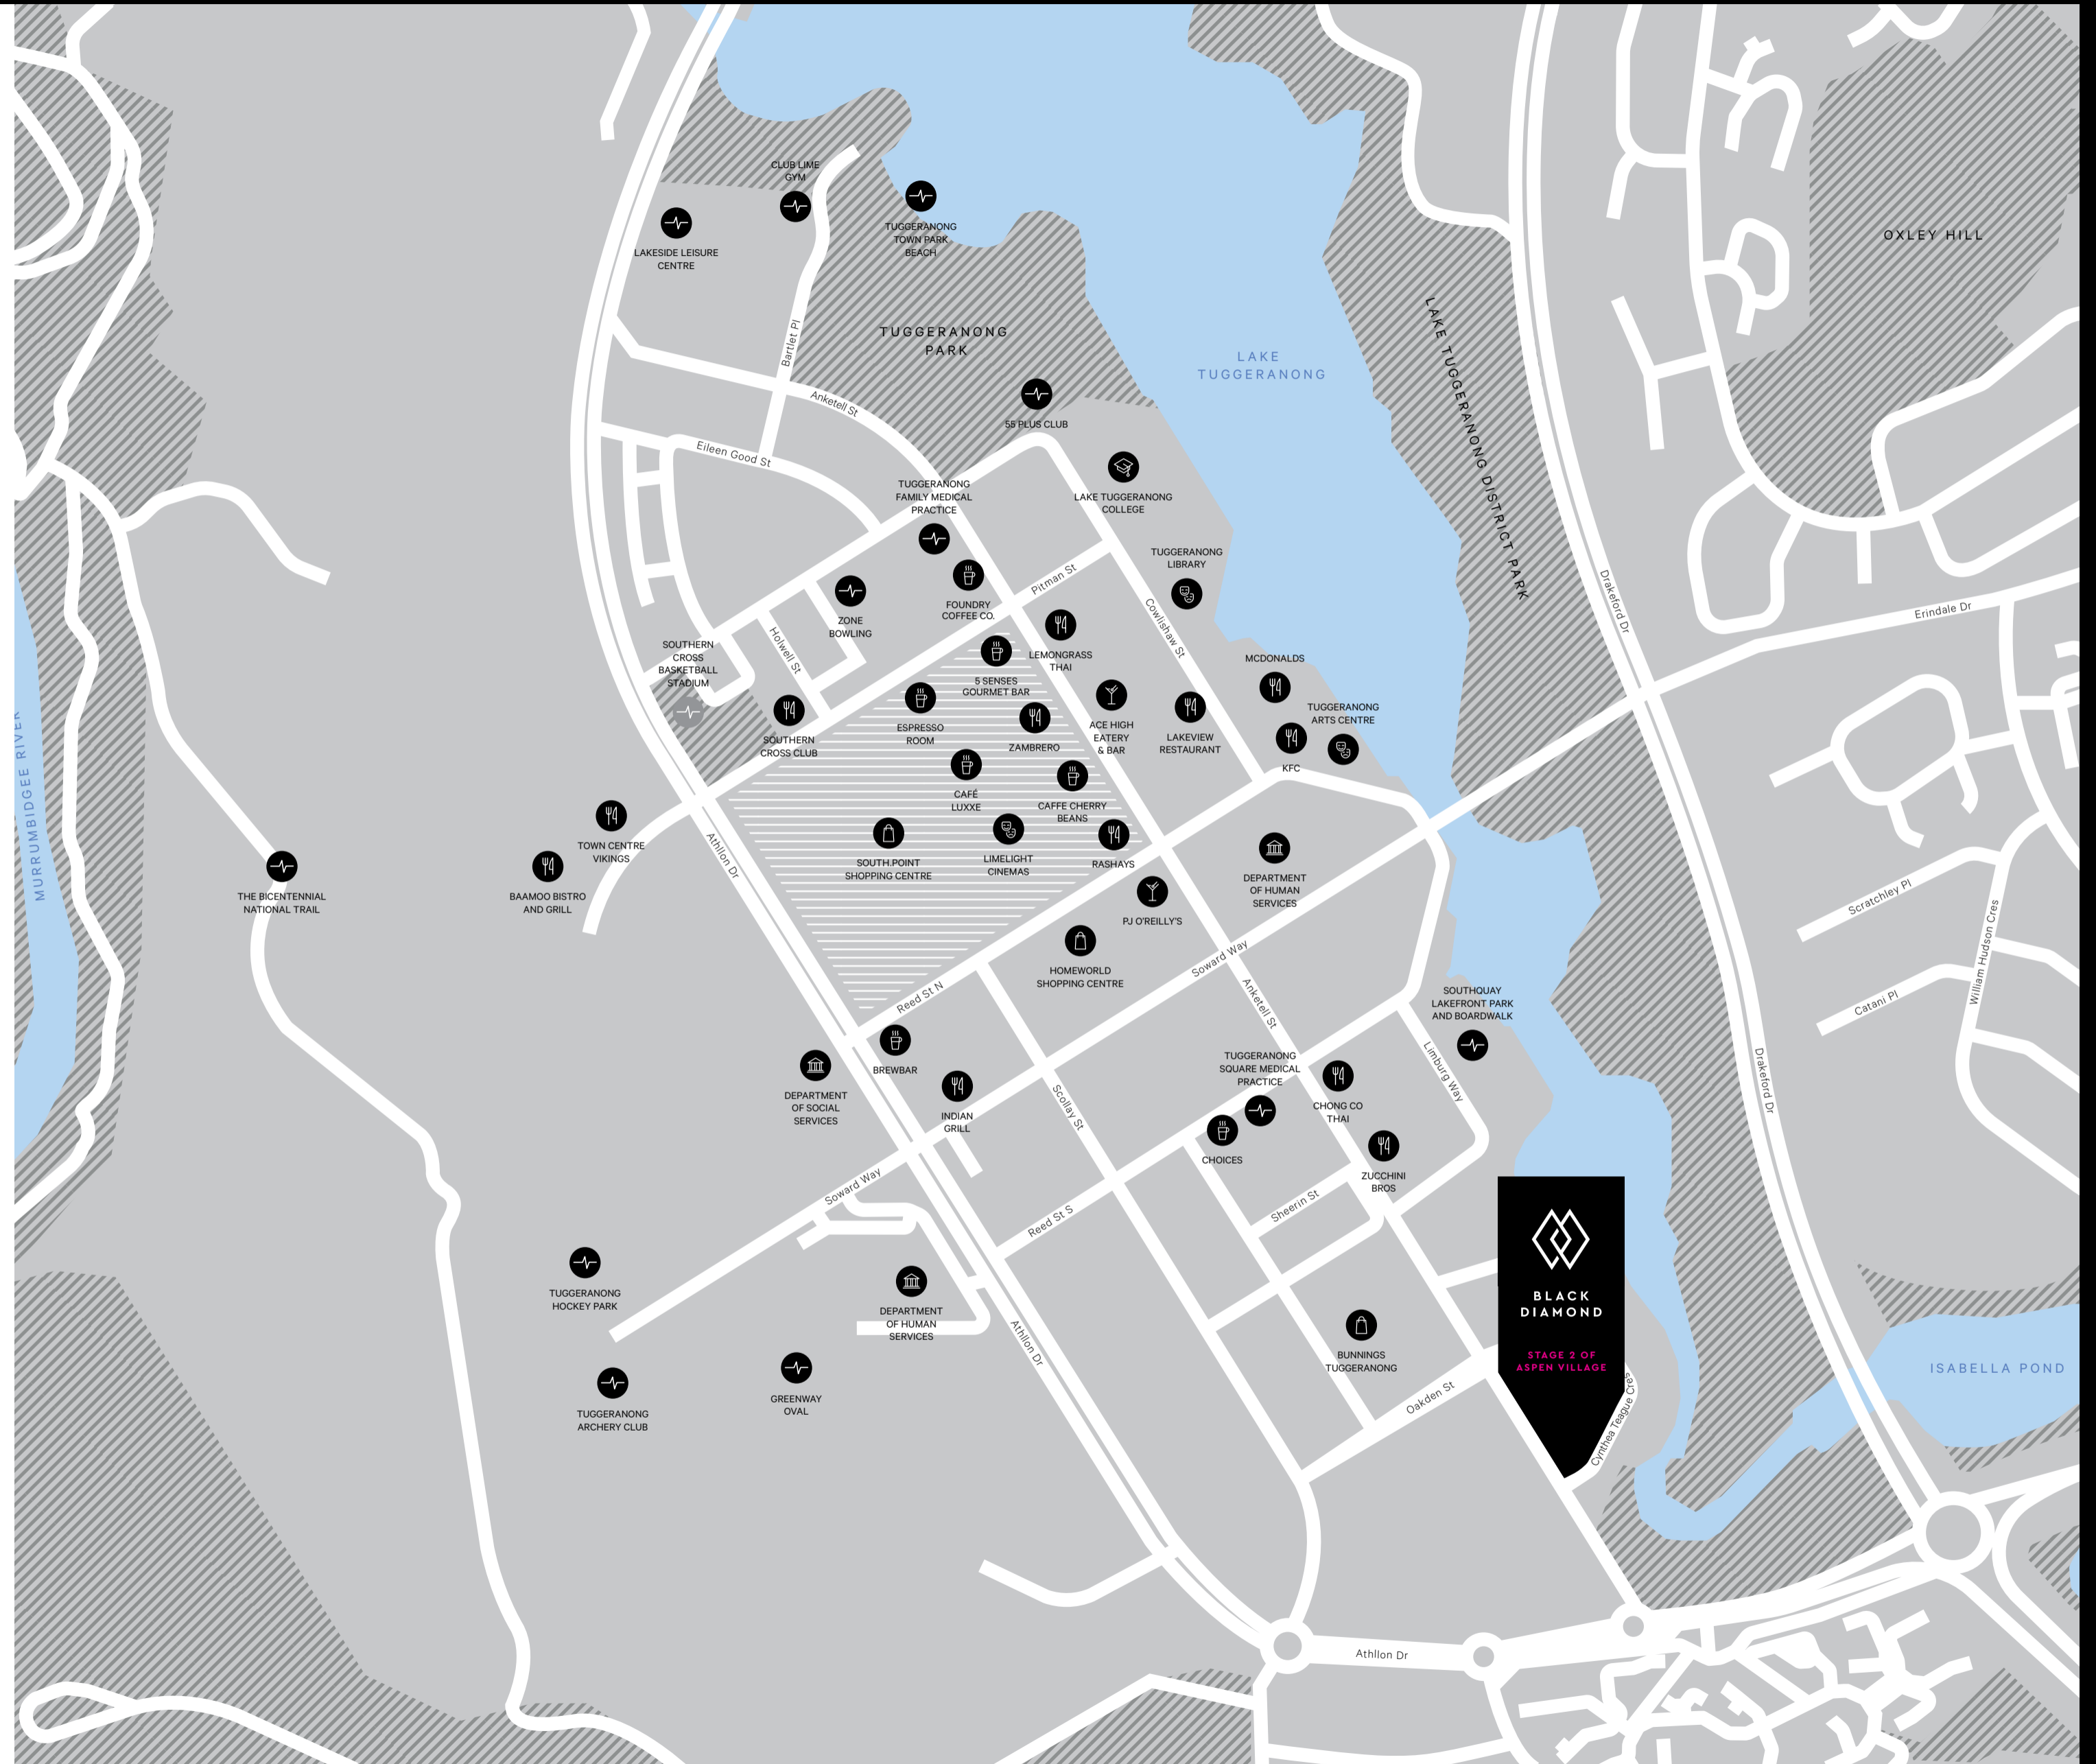 CLUB LIME
GYM
LAKESIDE LEISURE
CENTRE
TUGGERANONG
TOWN PARK
BEACH
OXLEY HILL
TUGGERANONG
PARK
Bartlet Pl
LAKE
TUGGERANONG
LAKE TUGGERANONG DISTRICT PARK
Anketell St
55 PLUS CLUB
Eileen Good St
TUGGERANONG
FAMILY MEDICAL
PRACTICE
LAKE TUGGERANONG
COLLEGE
TUGGERANONG
LIBRARY
Pitman St
Drakeford Dr
Erindale Dr
FOUNDRY
COFFEE CO.
ZONE
BOWLING
Cowlishaw St
Holwell St
SOUTHERN
CROSS
BASKETBALL
STADIUM
LEMONGRASS
THAI
MCDONALDS
5 SENSES
GOURMET BAR
TUGGERANONG
ARTS CENTRE
ESPRESSO
ROOM
ACE HIGH
EATERY
& BAR
LAKEVIEW
RESTAURANT
SOUTHERN
CROSS CLUB
ZAMBRERO
KFC
CAFÉ
LUXXE
CAFFE CHERRY
BEANS
MURRUMBIDGEE RIVER
TOWN CENTRE
VIKINGS
Athllon Dr
SOUTH.POINT
SHOPPING CENTRE
LIMELIGHT
CINEMAS
RASHAYS
THE BICENTENNIAL
NATIONAL TRAIL
BAAMOO BISTRO
AND GRILL
DEPARTMENT
OF HUMAN
SERVICES
Scratchley Pl
PJ O'REILLY'S
William Hudson Cres
Soward Way
HOMEWORLD
SHOPPING CENTRE
Reed St N
Anketell St
Catani Pl
SOUTHQUAY
LAKEFRONT PARK
AND BOARDWALK
BREWBAR
Limburg Way
Drakeford Dr
TUGGERANONG
SQUARE MEDICAL
PRACTICE
DEPARTMENT
OF SOCIAL
SERVICES
INDIAN
GRILL
Scollay St
CHONG CO
THAI
CHOICES
ZUCCHINI
BROS
Soward Way
Sheerin St
Reed St S
TUGGERANONG
HOCKEY PARK
BLACK
DIAMOND
STAGE 2 OF
ASPEN VILLAGE
DEPARTMENT
OF HUMAN
SERVICES
Athllon Dr
BUNNINGS
TUGGERANONG
ISABELLA POND
Oakden St
Cynthea Teague Cres
GREENWAY
OVAL
TUGGERANONG
ARCHERY CLUB
Athllon Dr